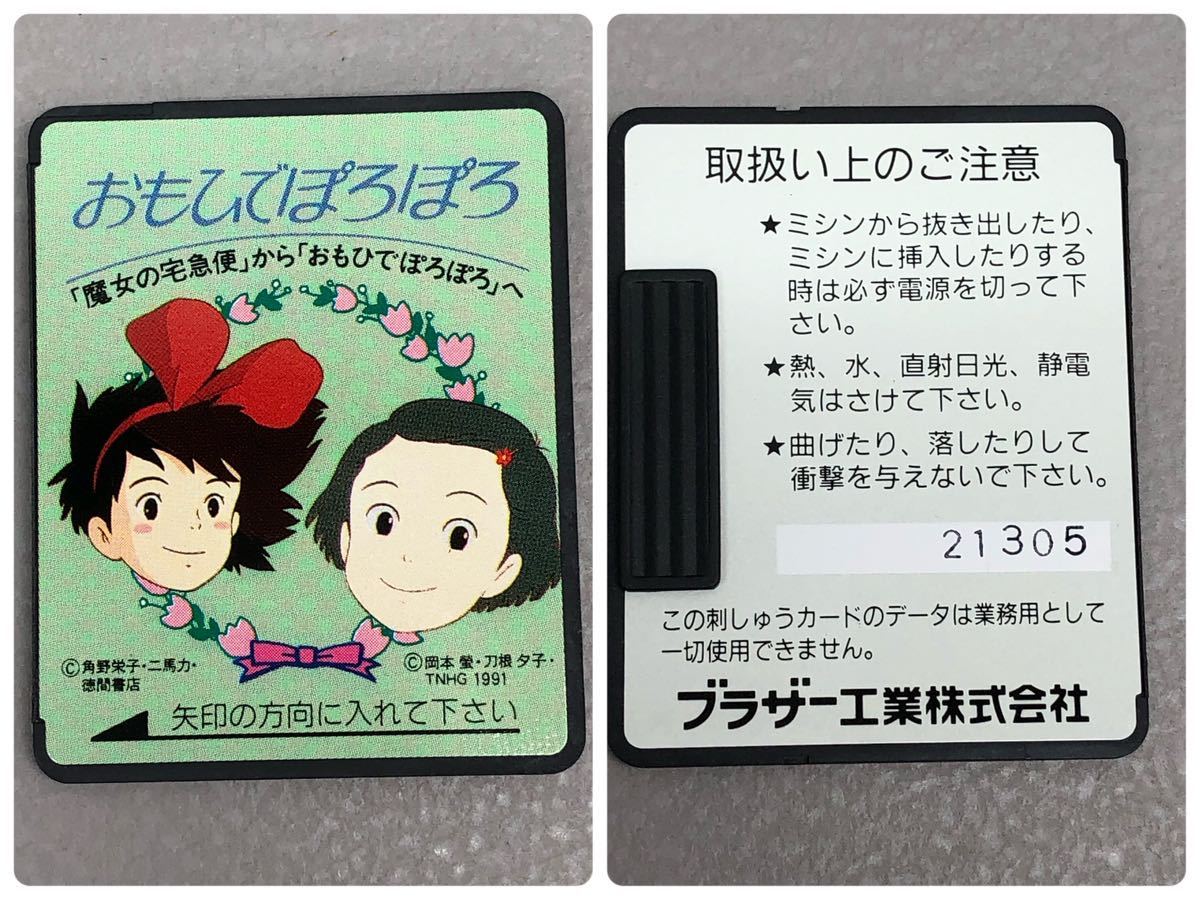 おもひでぽろぽろ
「魔女の宅急便」から「おもひでぽろぽろ」へ
©角野栄子・二馬力・
徳間書店
©岡本 螢・刀根 夕子・
TNHG 1991
矢印の方向に入れて下さい
取扱い上のご注意
★ミシンから抜き出したり、
ミシンに挿入したりする
時は必ず電源を切って下
さい。
★熱、水、直射日光、静電
気はさけて下さい。
★曲げたり、落したりして
衝撃を与えないで下さい。
21305
この刺しゅうカードのデータは業務用として
一切使用できません。
ブラザー工業株式会社